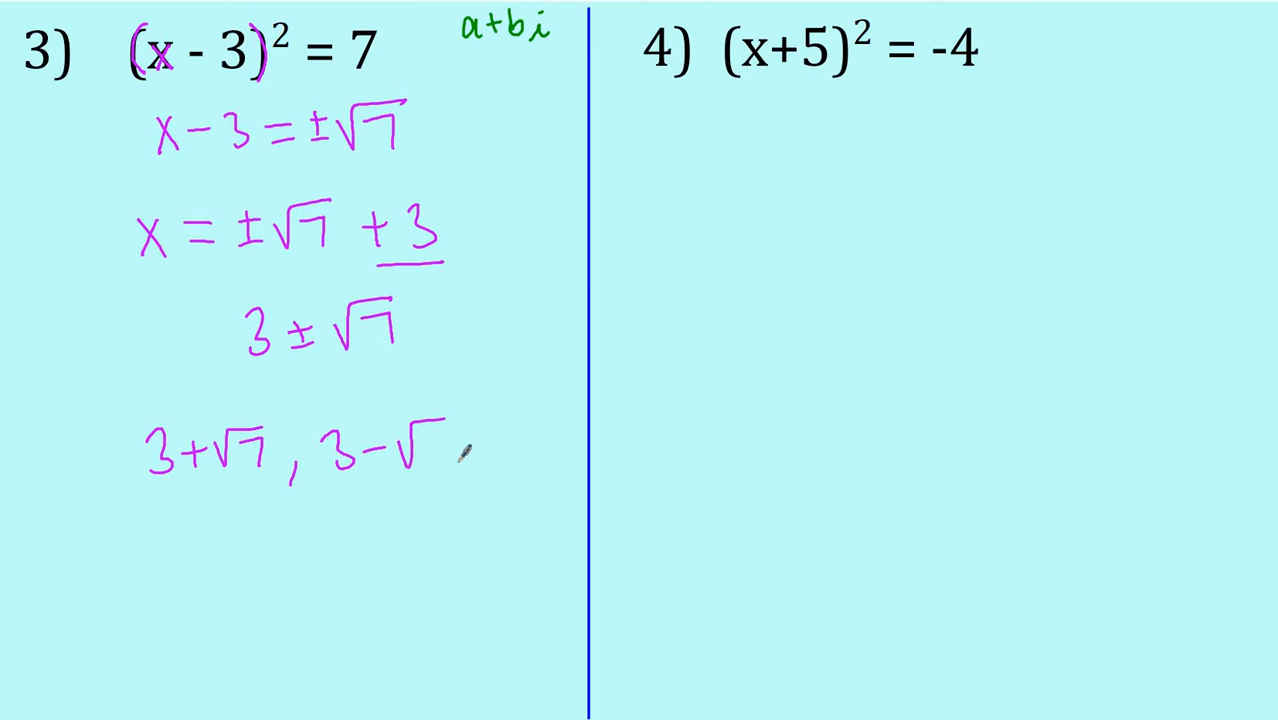 3) (x - 3)² = 7
a+bi
x - 3 = ±√7
x = ±√7 + 3
3 ± √7
3+√7 , 3-√
4) (x+5)² = -4